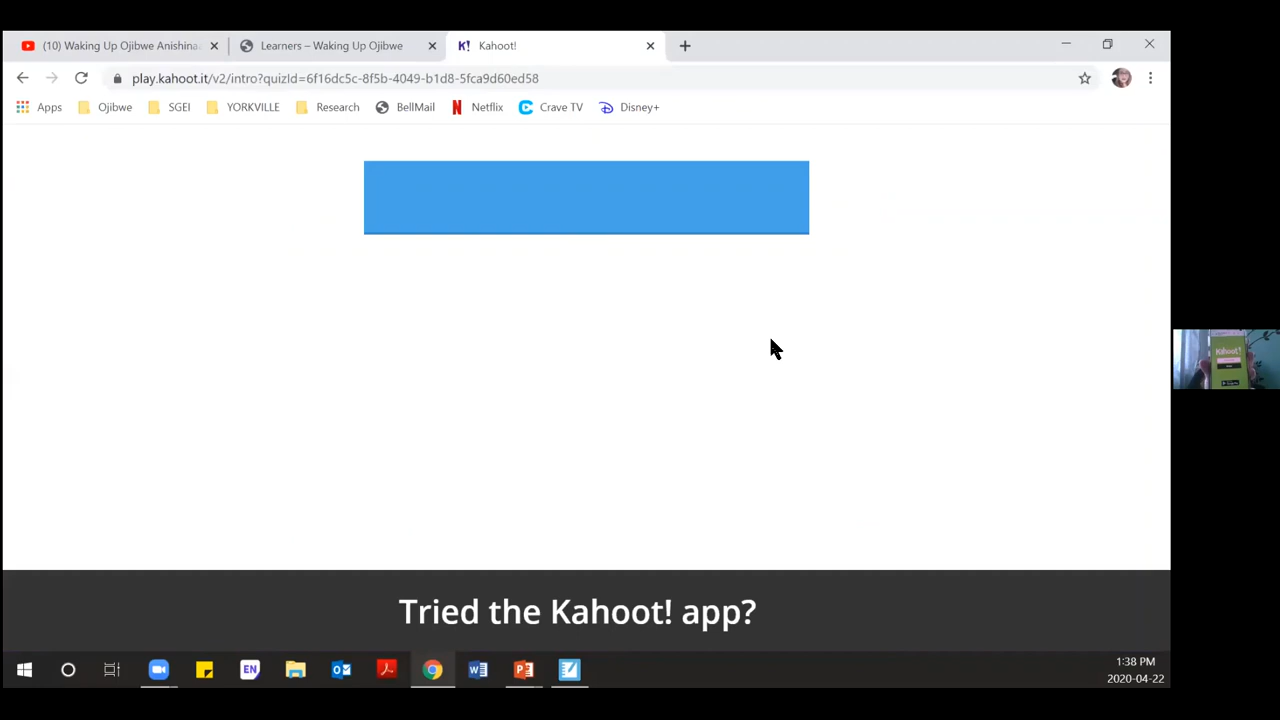 (10) Waking Up Ojibwe Anishina
Learners – Waking Up Ojibwe
K! Kahoot!
play.kahoot.it/v2/intro?quizId=6f16dc5c-8f5b-4049-b1d8-5fca9d60ed58
Apps Ojibwe SGEI YORKVILLE Research BellMail N Netflix Crave TV Disney+
Kahoot!
Tried the Kahoot! app?
EN
1:38 PM
2020-04-22